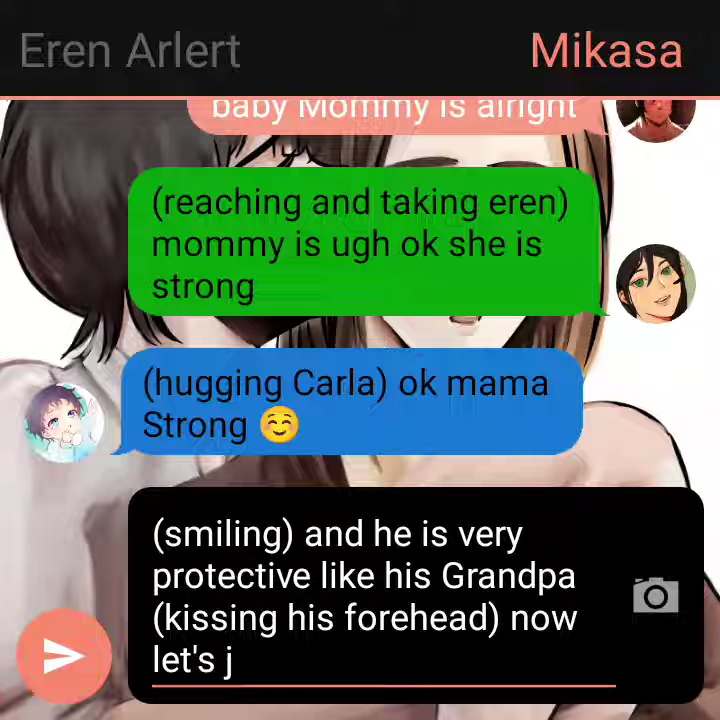 Eren Arlert
Mikasa
baby Mommy is alright
(reaching and taking eren)
mommy is ugh ok she is
strong
(hugging Carla) ok mama
Strong ☺️
(smiling) and he is very
protective like his Grandpa
(kissing his forehead) now
let's j